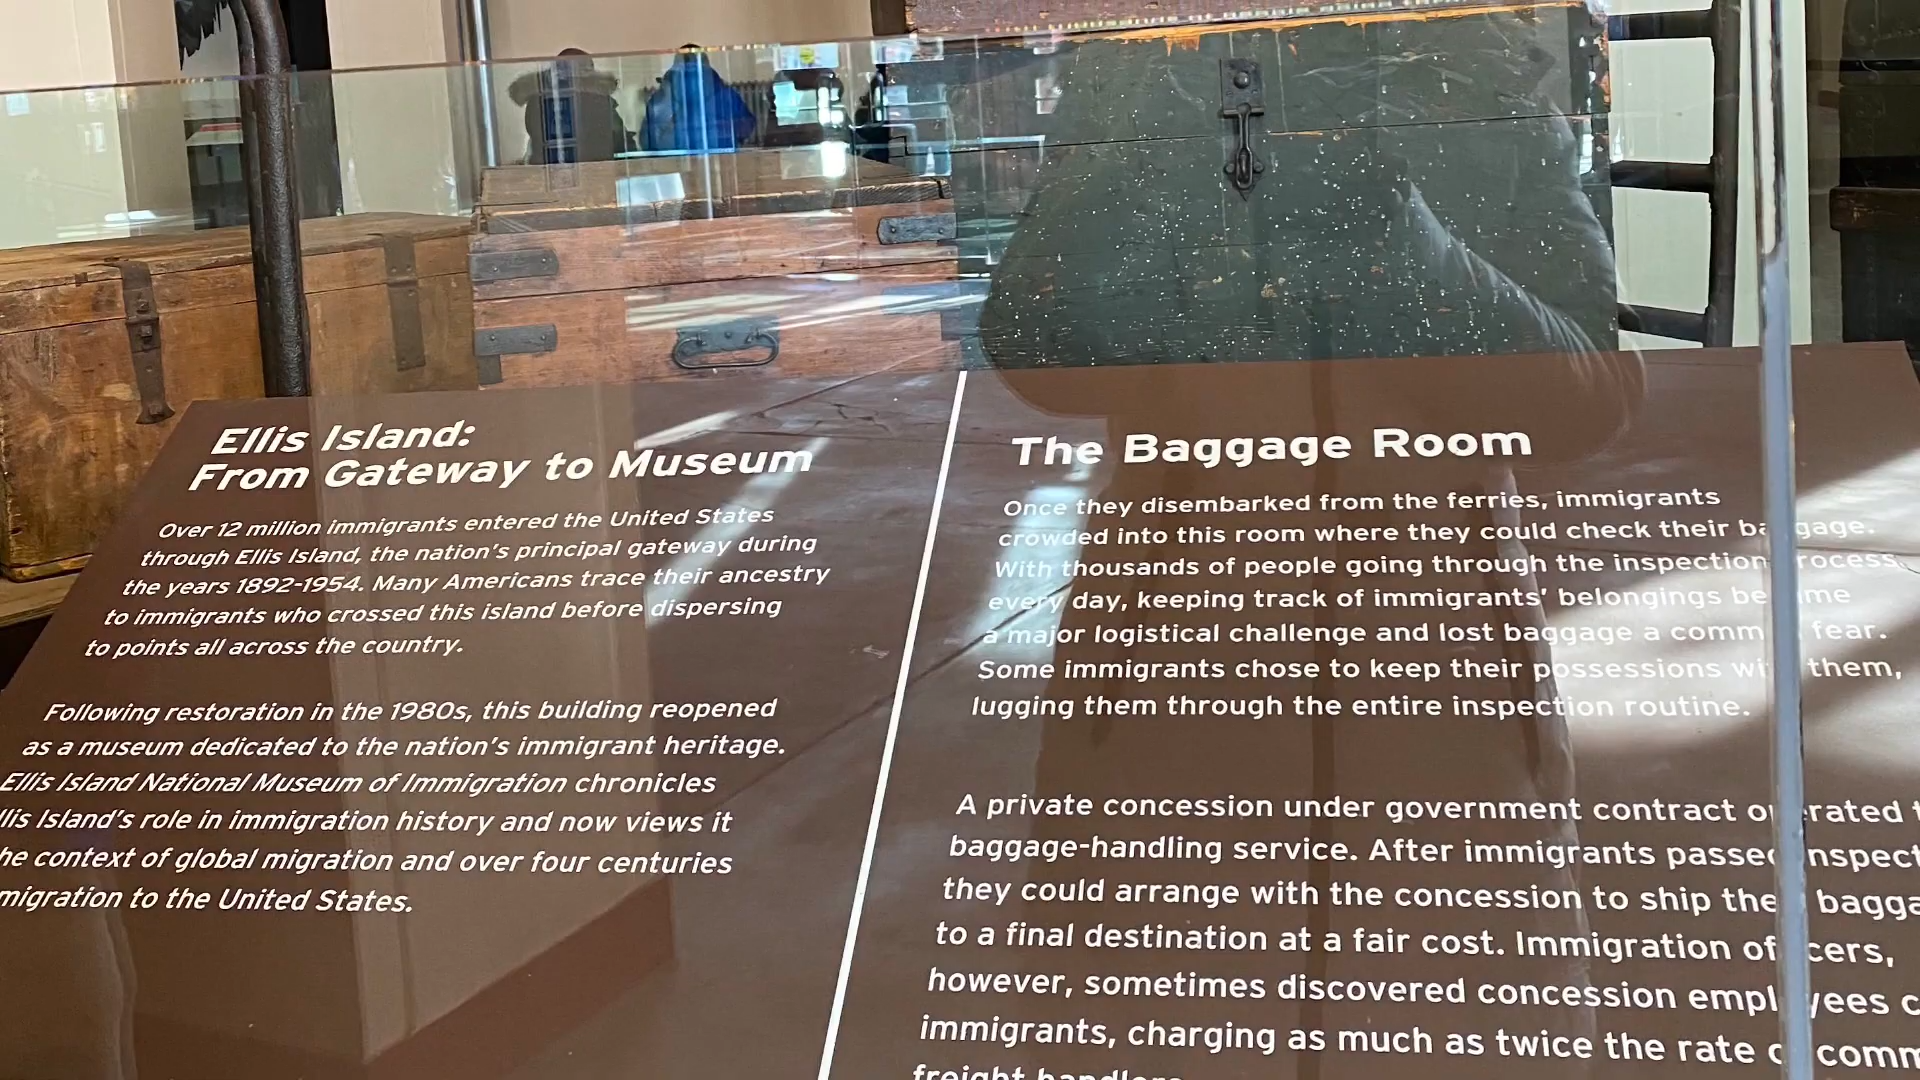 Ellis Island:
From Gateway to Museum
Over 12 million immigrants entered the United States
through Ellis Island, the nation's principal gateway during
the years 1892-1954. Many Americans trace their ancestry
to immigrants who crossed this island before dispersing
to points all across the country.
Following restoration in the 1980s, this building reopened
as a museum dedicated to the nation's immigrant heritage.
Ellis Island National Museum of Immigration chronicles
llis Island's role in immigration history and now views it
he context of global migration and over four centuries
migration to the United States.
The Baggage Room
Once they disembarked from the ferries, immigrants
crowded into this room where they could check their baggage.
With thousands of people going through the inspection process
every day, keeping track of immigrants' belongings became
a major logistical challenge and lost baggage a common fear.
Some immigrants chose to keep their possessions with them,
lugging them through the entire inspection routine.
A private concession under government contract operated
baggage-handling service. After immigrants passed inspect
they could arrange with the concession to ship their bagga
to a final destination at a fair cost. Immigration officers,
however, sometimes discovered concession employees c
immigrants, charging as much as twice the rate of comm
freight handlers